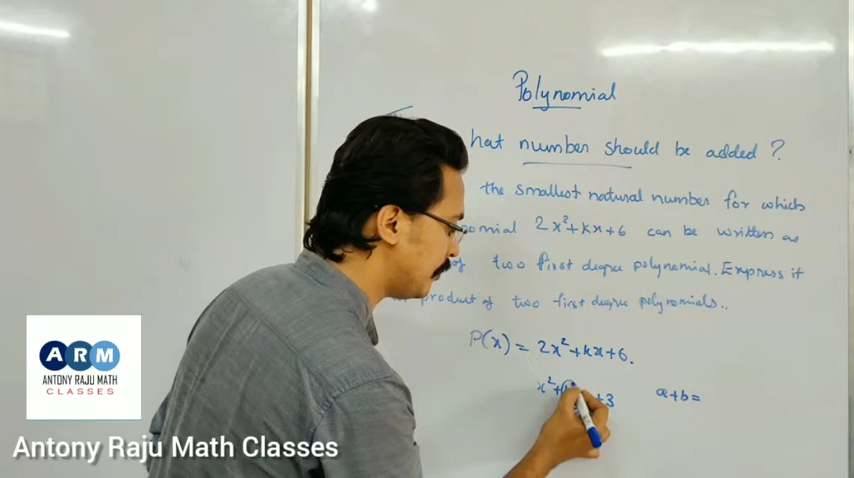 Polynomial
hat number should be added ?
the smallest natural number for which
nomial 2x²+kx+6 can be written as
of two first degree polynomial. Express it
product of two first degree polynomials..
P(x) = 2x²+kx+6.
x²+ +3 a+b=
ARM
ANTONY RAJU MATH
CLASSES
Antony Raju Math Classes